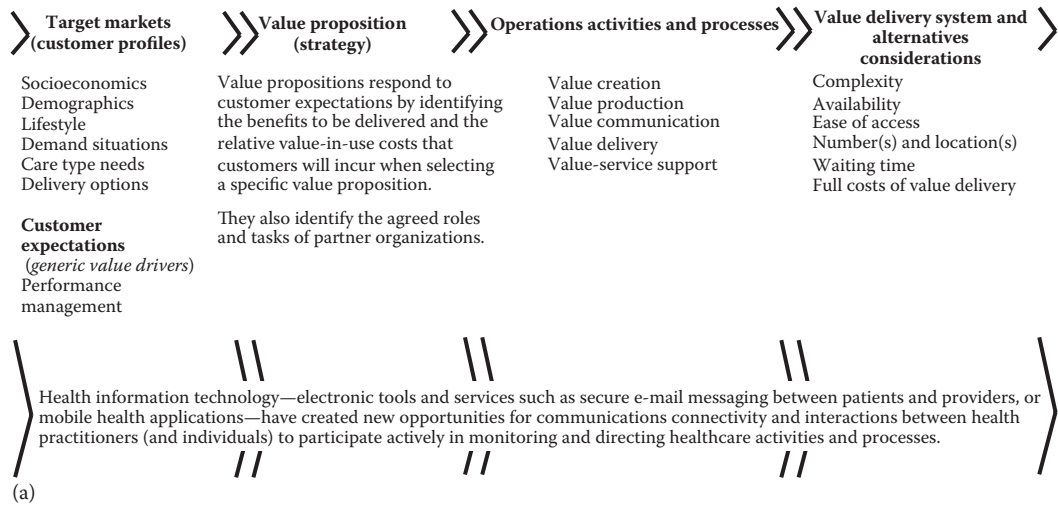 Target markets
(customer profiles)
Socioeconomics
Demographics
Lifestyle
Demand situations
Care type needs
Delivery options
Customer
expectations
(generic value drivers)
Performance
management
Value proposition
(strategy)
Value propositions respond to
customer expectations by identifying
the benefits to be delivered and the
relative value-in-use costs that
customers will incur when selecting
a specific value proposition.
They also identify the agreed roles
and tasks of partner organizations.
Operations activities and processes
Value creation
Value production
Value communication
Value delivery
Value-service support
Value delivery system and
alternatives
considerations
Complexity
Availability
Ease of access
Number(s) and location(s)
Waiting time
Full costs of value delivery
Health information technology—electronic tools and services such as secure e-mail messaging between patients and providers, or
mobile health applications—have created new opportunities for communications connectivity and interactions between health
practitioners (and individuals) to participate actively in monitoring and directing healthcare activities and processes.
(a)